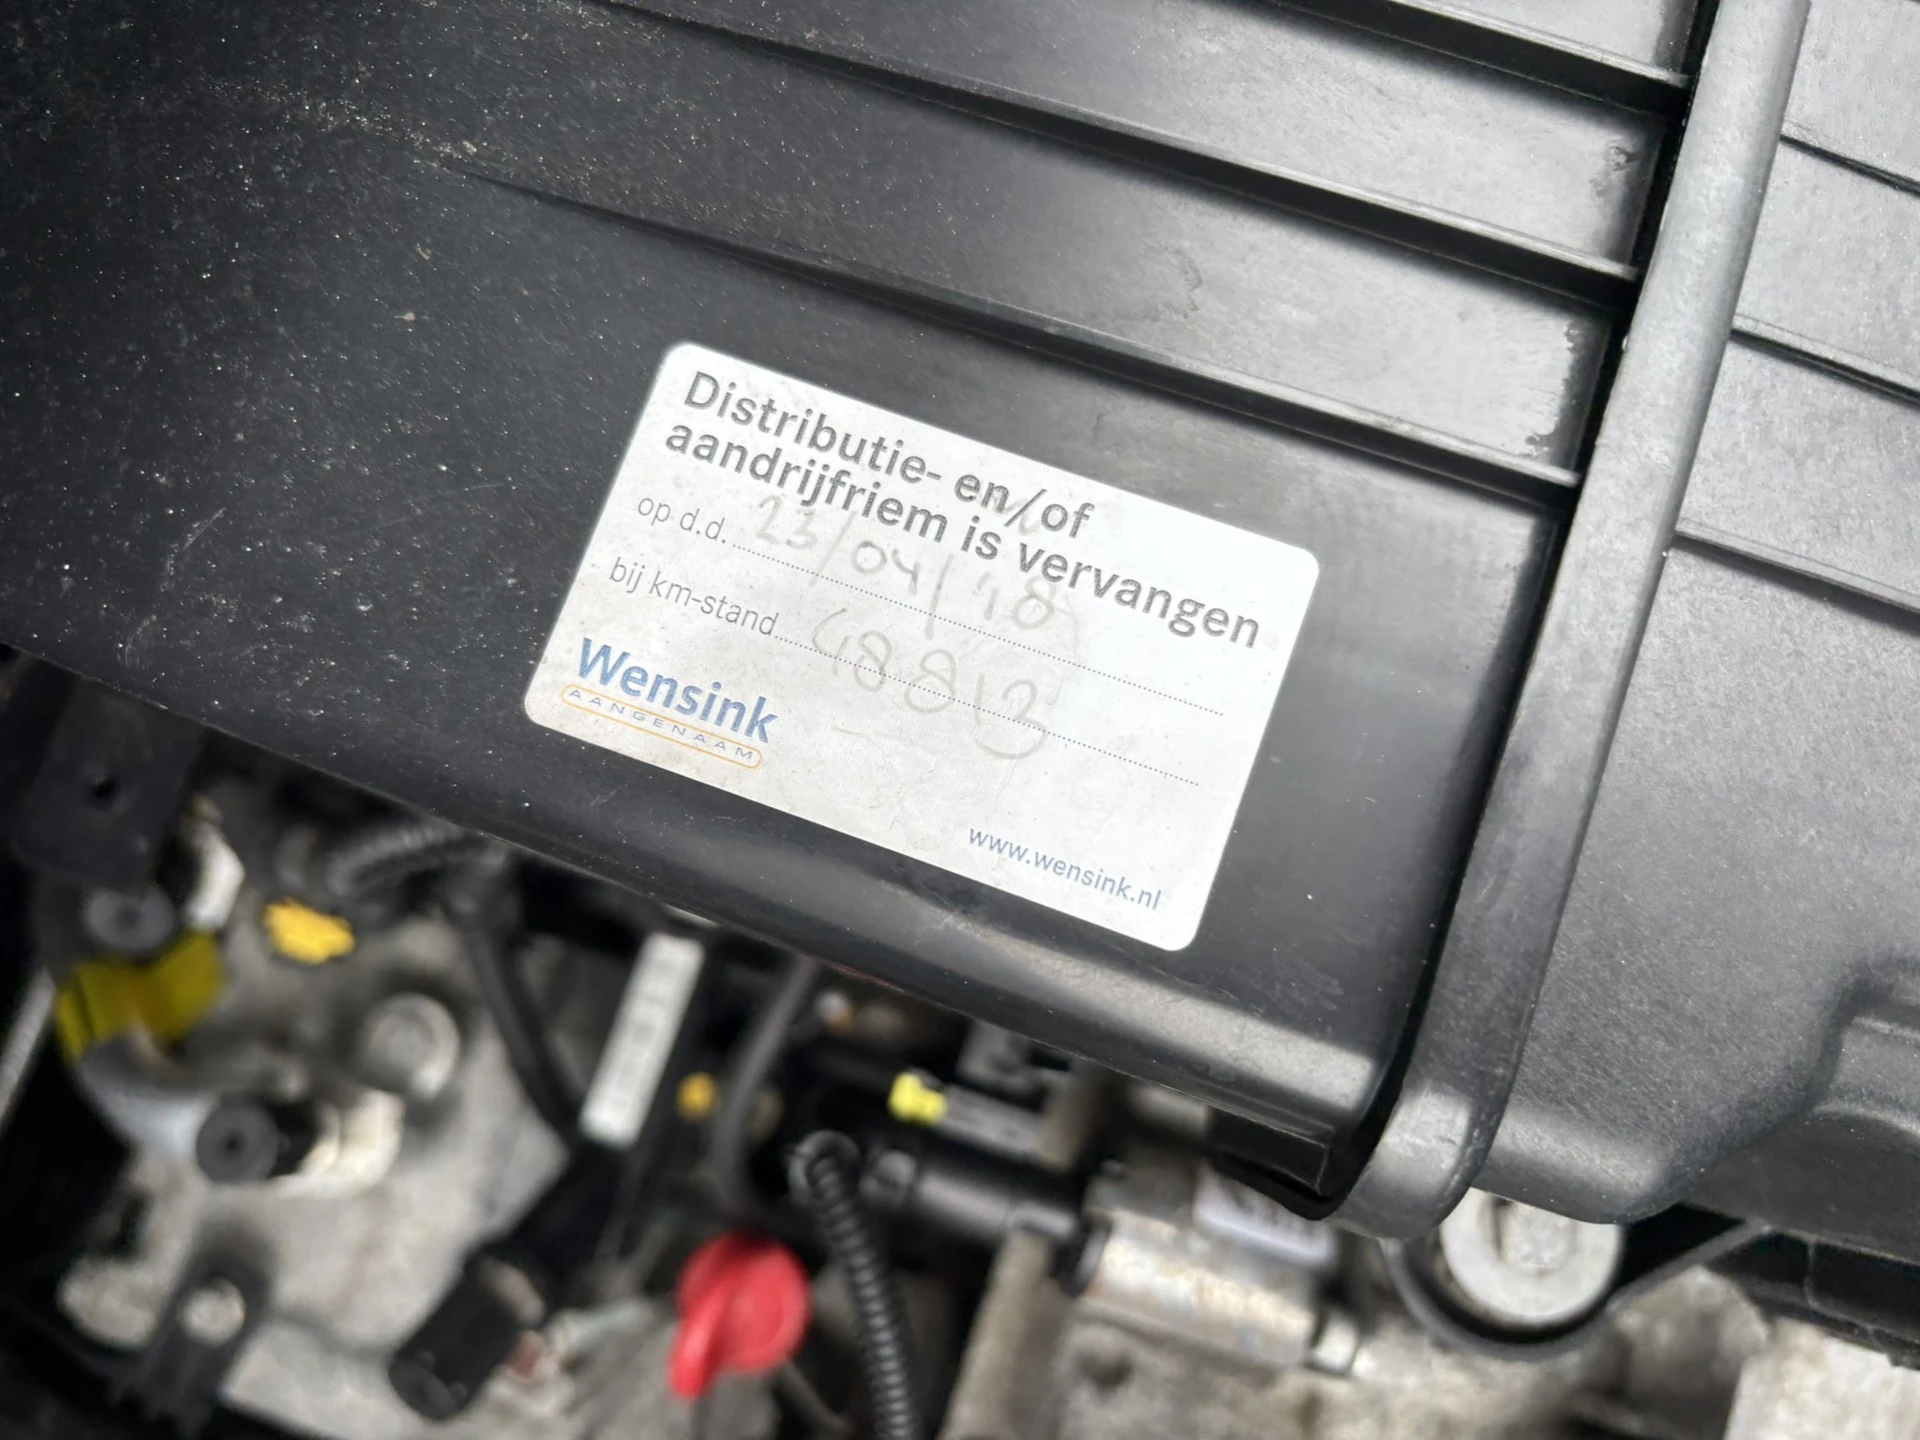 Distributie- en/of
aandrijfriem is vervangen
op d.d. 23/04/'18
bij km-stand 48813
Wensink
AANGENAAM
www.wensink.nl